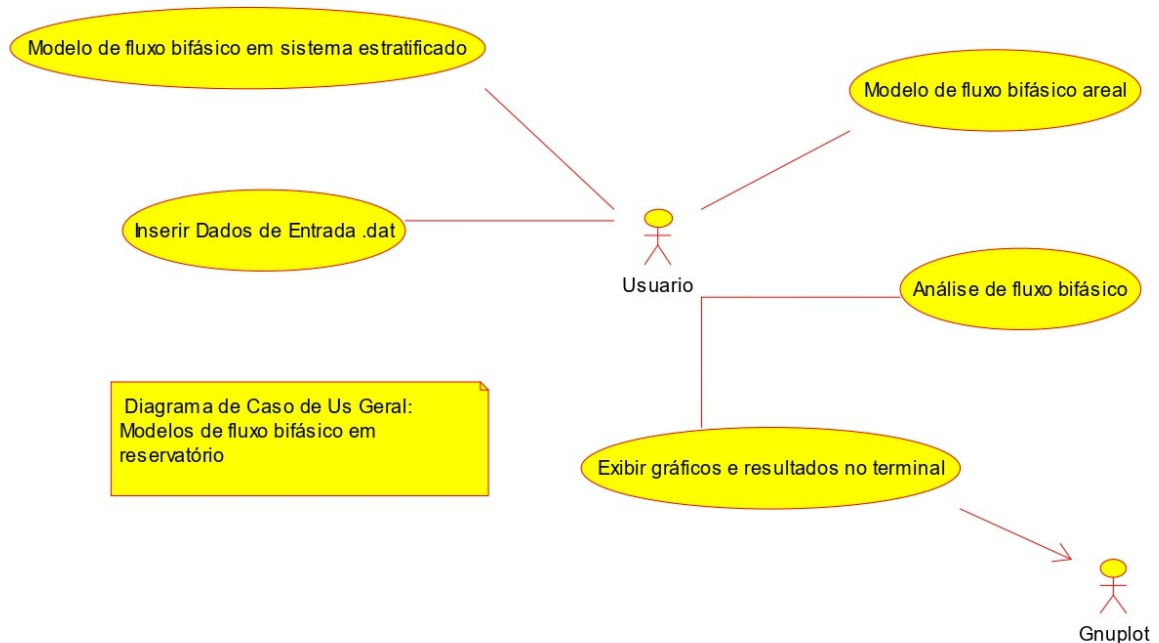 Modelo de fluxo bifásico em sistema estratificado
Modelo de fluxo bifásico areal
Inserir Dados de Entrada .dat
Usuario
Análise de fluxo bifásico
Diagrama de Caso de Us Geral:
Modelos de fluxo bifásico em
reservatório
Exibir gráficos e resultados no terminal
Gnuplot